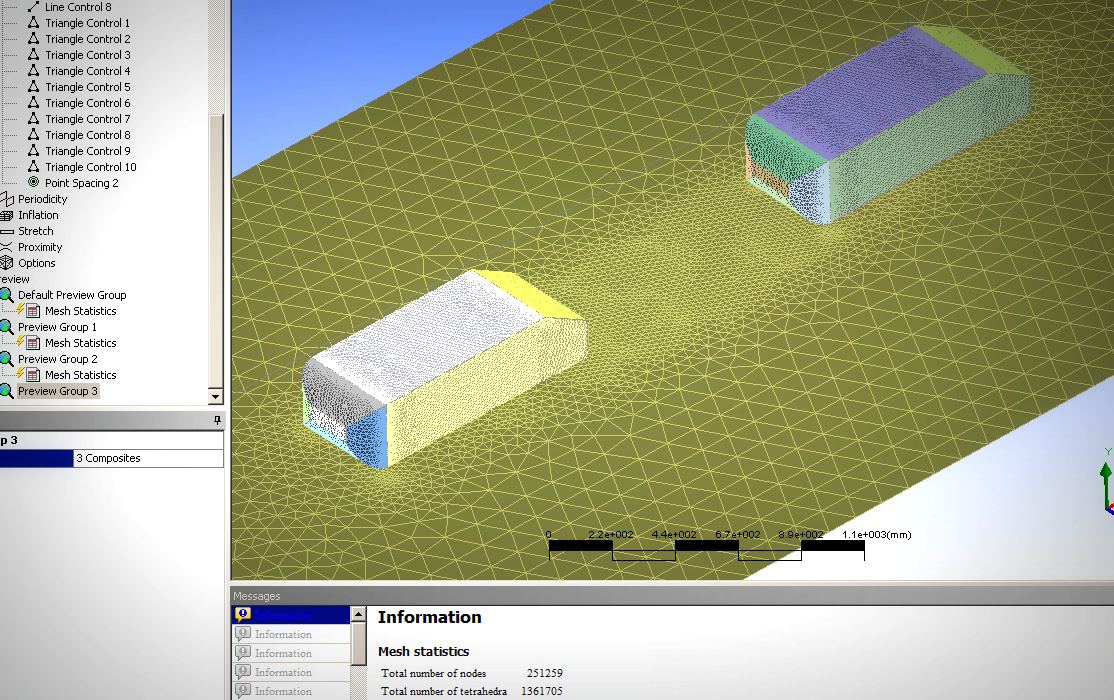 Line Control 8
Triangle Control 1
Triangle Control 2
Triangle Control 3
Triangle Control 4
Triangle Control 5
Triangle Control 6
Triangle Control 7
Triangle Control 8
Triangle Control 9
Triangle Control 10
Point Spacing 2
Periodicity
Inflation
Stretch
Proximity
Options
review
Default Preview Group
Mesh Statistics
Preview Group 1
Mesh Statistics
Preview Group 2
Mesh Statistics
Preview Group 3
p 3
3 Composites
0 2.2e+002 4.4e+002 6.7e+002 8.9e+002 1.1e+003(mm)
Y
Messages
Information
Information
Information
Information
Information
Information
Mesh statistics
Total number of nodes 251259
Total number of tetrahedra 1361705